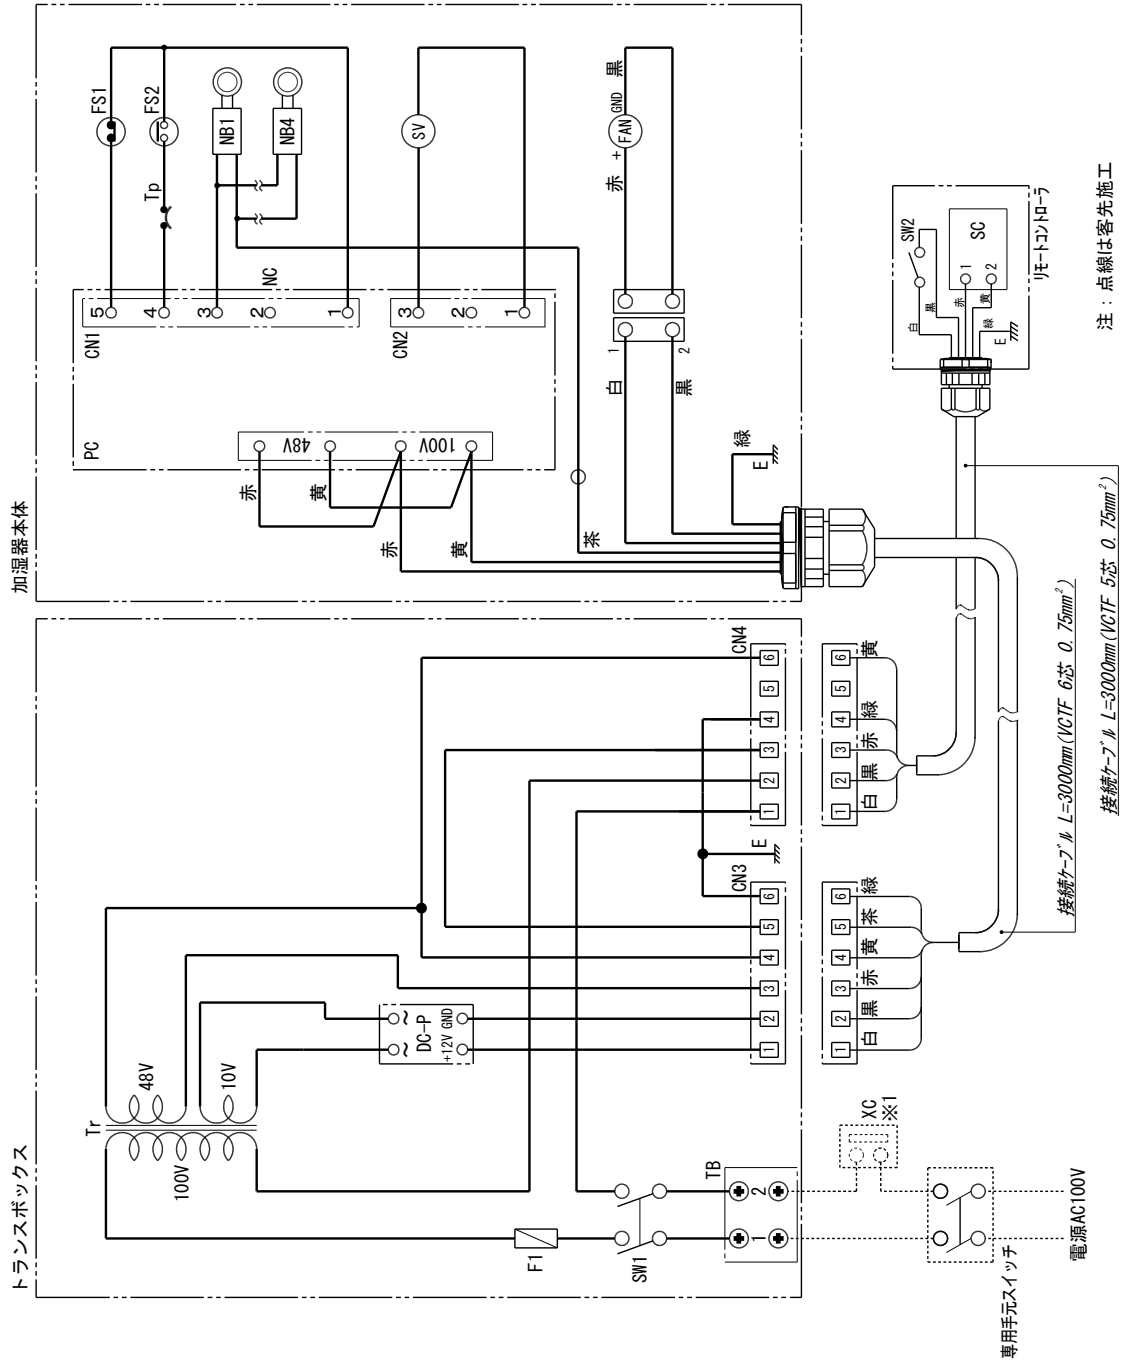 加湿器本体
PC
CN1
5
4
3
2
1
NC
CN2
3
2
1
FS1
FS2
Tp
NB1
NB4
SV
FAN
+
GND
赤
黒
1
2
白
黒
48V
100V
赤
黄
赤
黄
茶
緑
E
リモートコントローラ
SW2
SC
1
2
白
黒
赤
黄
緑
E
注：点線は客先施工
トランスボックス
Tr
100V
48V
10V
DC-P
~
~
+12V
GND
F1
SW1
TB
1
2
CN3
1
2
3
4
5
6
E
CN4
1
2
3
4
5
6
1
2
3
4
5
6
白
黒
赤
黄
茶
緑
1
2
3
4
5
6
白
黒
赤
緑
黄
接続ケーブル L=3000mm(VCTF 6芯 0.75mm²)
接続ケーブル L=3000mm(VCTF 5芯 0.75mm²)
XC
※1
専用手元スイッチ
電源AC100V